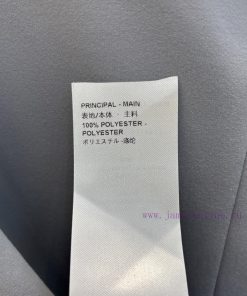 PRINCIPAL - MAIN
表地/本体 · 主料
100% POLYESTER -
POLYESTER
ポリエステル -涤纶